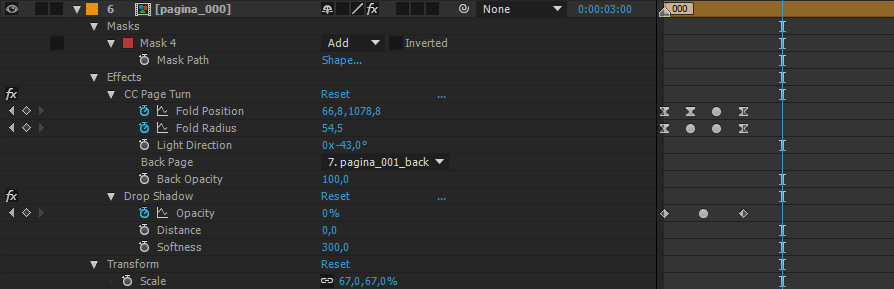 6 [pagina_000] fx None 0:00:03:00 000
Masks
Mask 4 Add Inverted
Mask Path Shape...
Effects
fx CC Page Turn Reset ...
Fold Position 66,8,1078,8
Fold Radius 54,5
Light Direction 0x-43,0°
Back Page 7. pagina_001_back
Back Opacity 100,0
fx Drop Shadow Reset ...
Opacity 0%
Distance 0,0
Softness 300,0
Transform Reset
Scale 67,0,67,0%